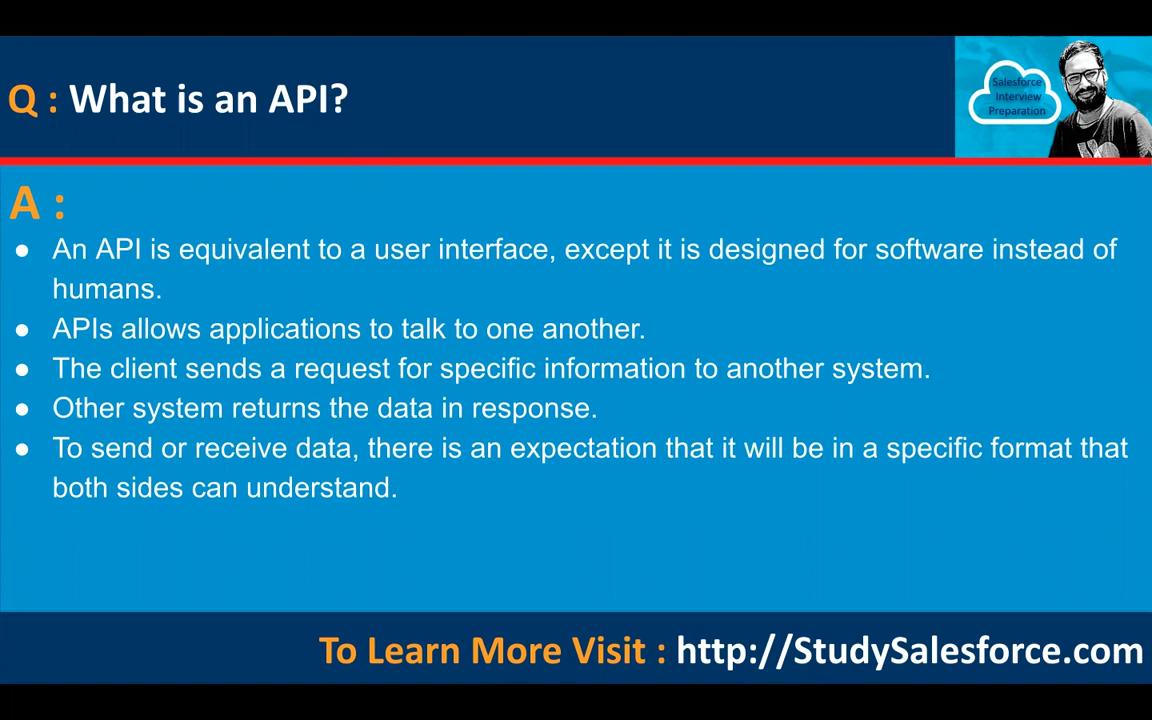 Q : What is an API?
Salesforce
Interview
Preparation
A :
● An API is equivalent to a user interface, except it is designed for software instead of
humans.
● APIs allows applications to talk to one another.
● The client sends a request for specific information to another system.
● Other system returns the data in response.
● To send or receive data, there is an expectation that it will be in a specific format that
both sides can understand.
To Learn More Visit : http://StudySalesforce.com